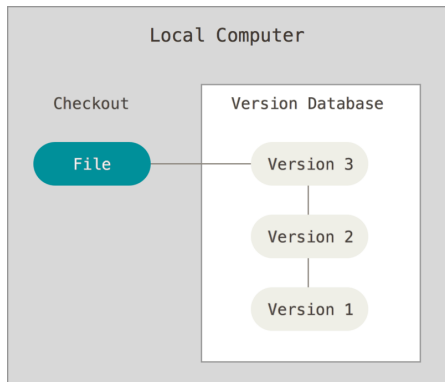 Local Computer
Checkout
Version Database
File
Version 3
Version 2
Version 1